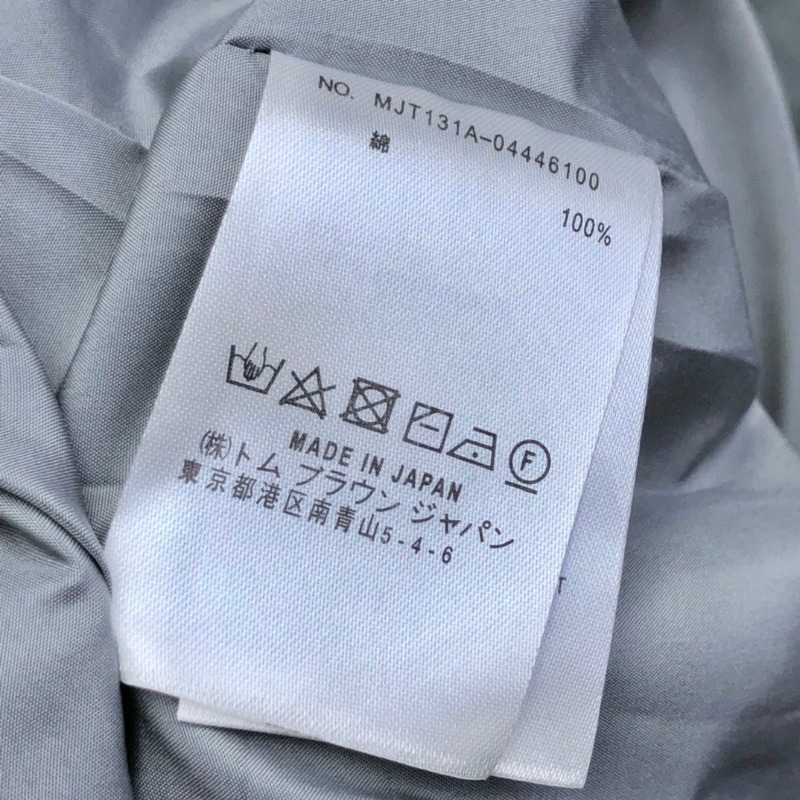 NO. MJT131A-04446100
綿 100%
F
MADE IN JAPAN
(株)トム ブラウン ジャパン
東京都港区南青山5-4-6
T